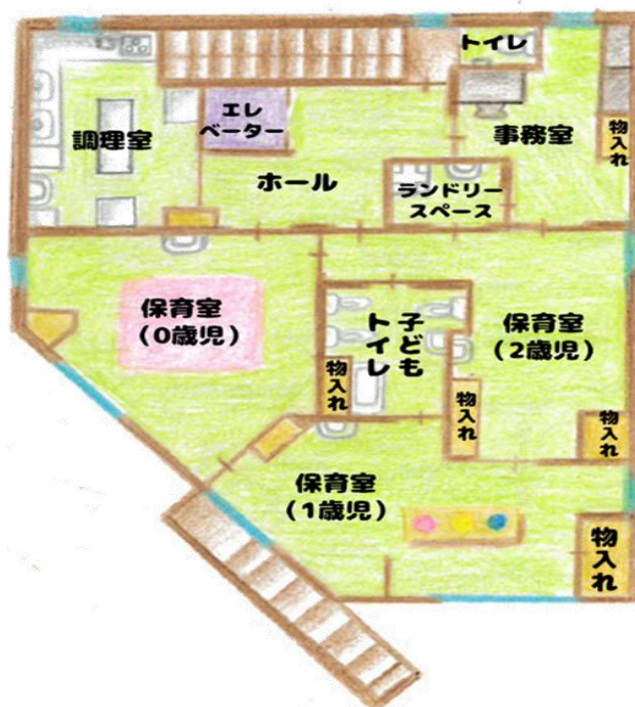 トイレ
エレ
ベーター
調理室
事務室
物入れ
ホール
ランドリー
スペース
保育室
（0歳児）
子ども
トイレ
保育室
（2歳児）
物入れ
物入れ
物入れ
保育室
（1歳児）
物入れ